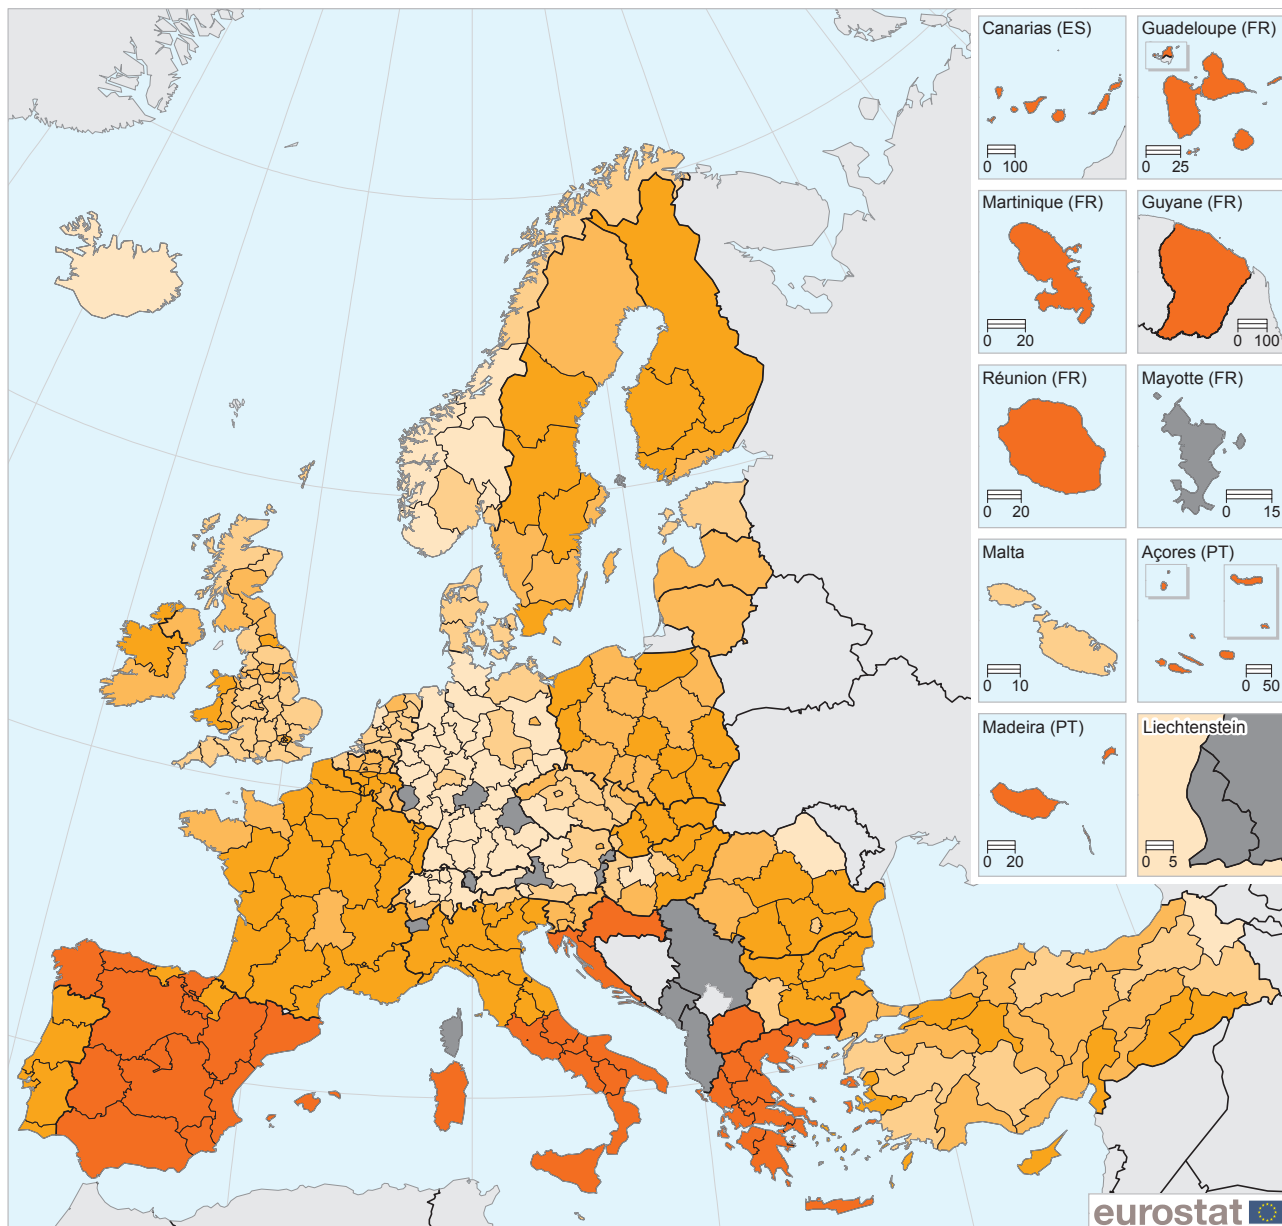 Canarias (ES)
0 100
Guadeloupe (FR)
0 25
Martinique (FR)
0 20
Guyane (FR)
0 100
Réunion (FR)
0 20
Mayotte (FR)
0 15
Malta
0 10
Açores (PT)
0 50
Madeira (PT)
0 20
Liechtenstein
0 5
eurostat